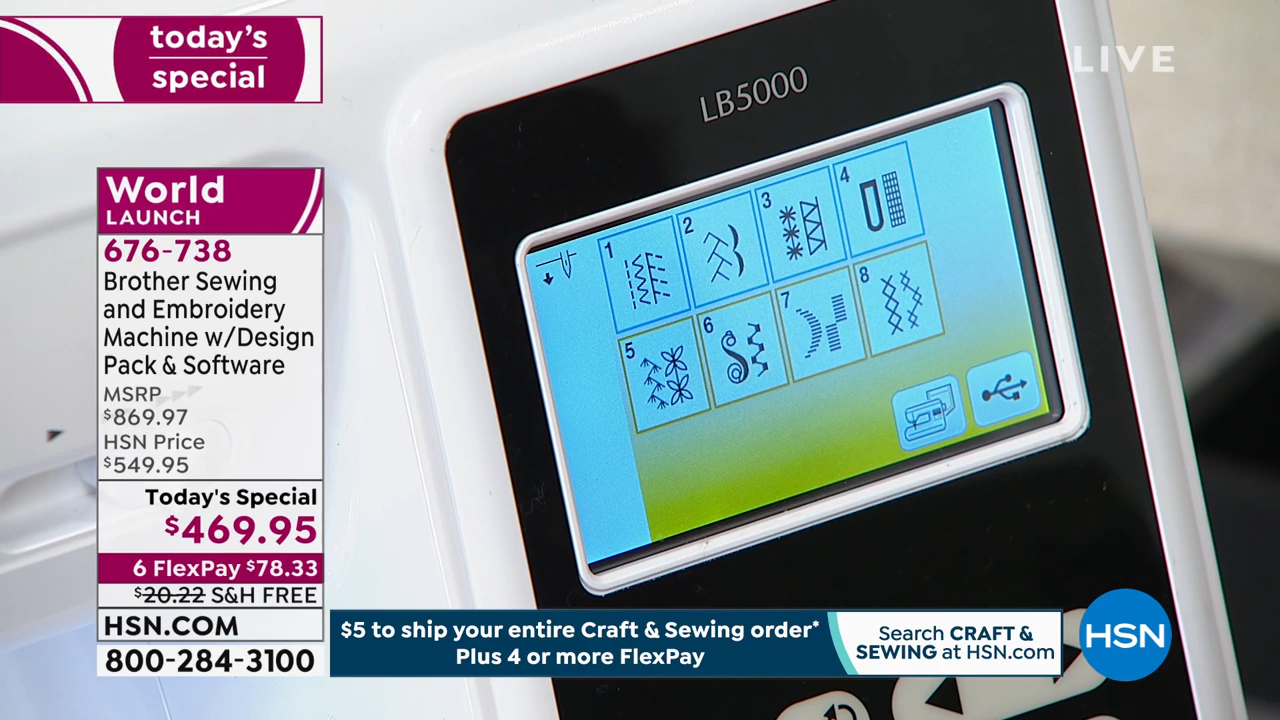 today's
special
LIVE
LB5000
World
LAUNCH
676-738
Brother Sewing
and Embroidery
Machine w/Design
Pack & Software
MSRP
$869.97
HSN Price
$549.95
Today's Special
$469.95
6 FlexPay $78.33
$20.22 S&H FREE
HSN.COM
800-284-3100
1 2 3 4
5 6 7 8
$5 to ship your entire Craft & Sewing order*
Plus 4 or more FlexPay
Search CRAFT &
SEWING at HSN.com
HSN